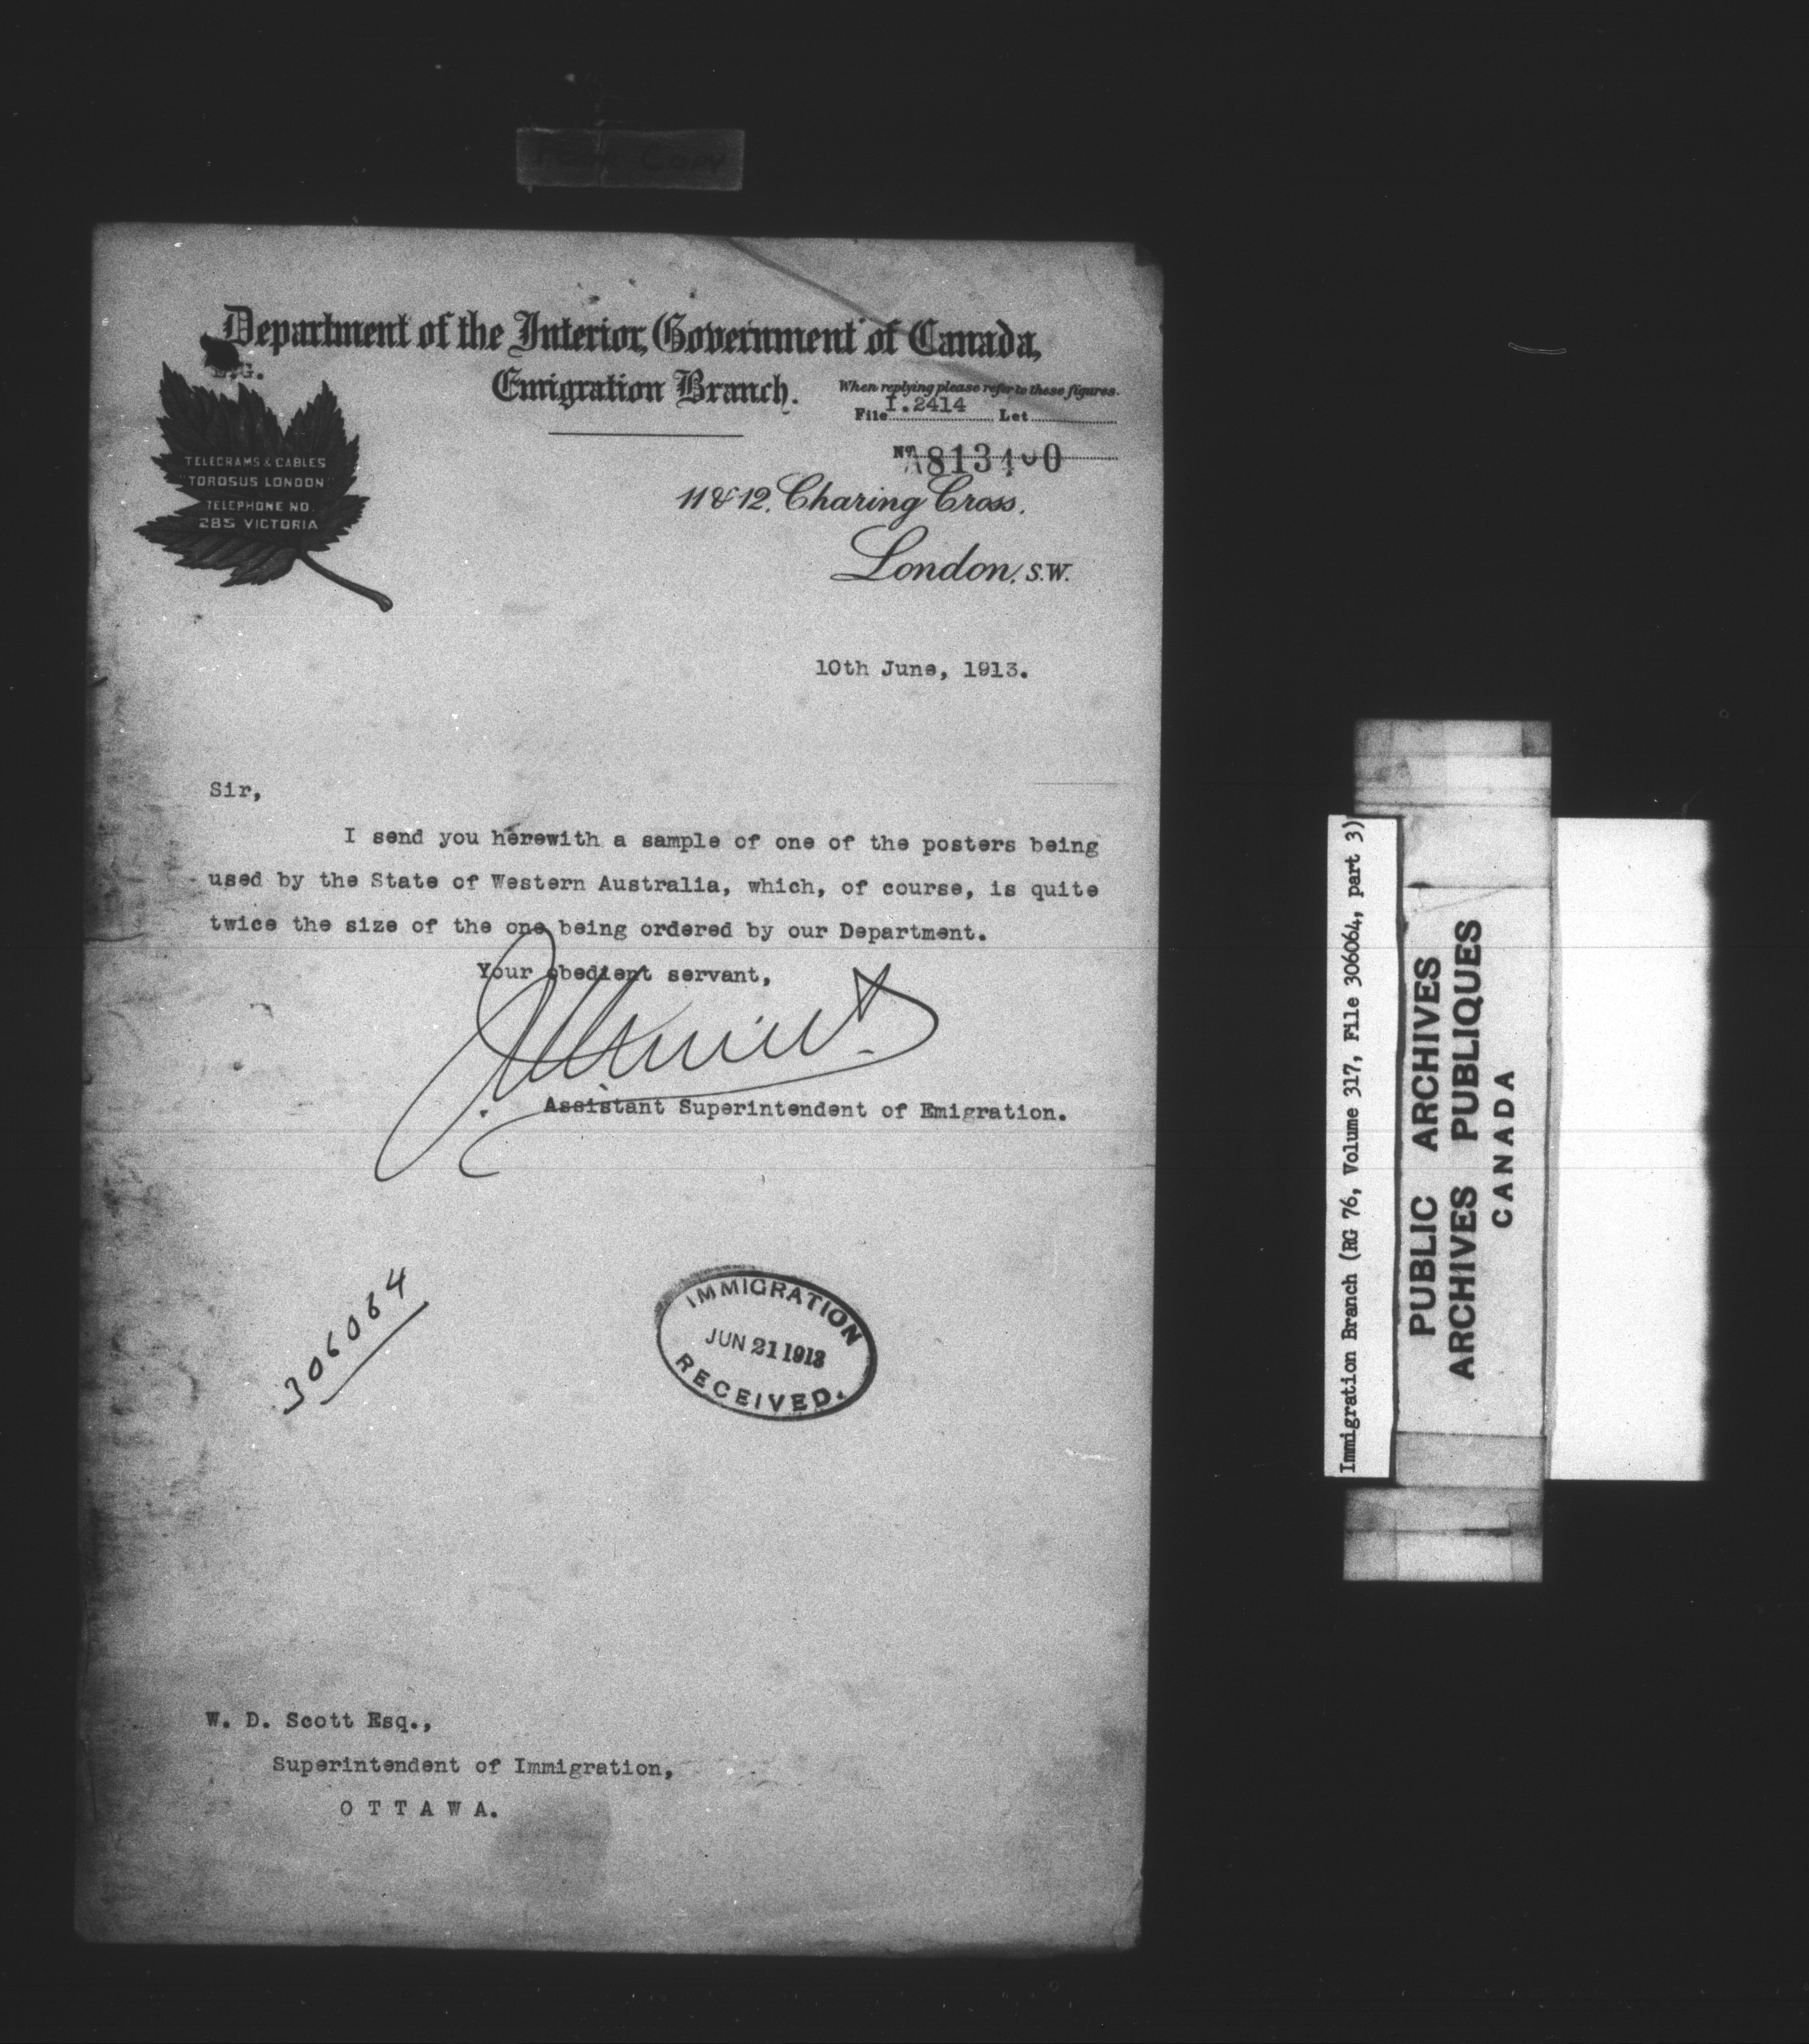 Copy
Department of the Interior, Government of Canada,
Emigration Branch.
.G.
When replying please refer to these figures.
File I.2414 Let
TELEGRAMS & CABLES
"TOROSUS LONDON"
TELEPHONE NO.
285 VICTORIA
No. A813400
11 & 12, Charing Cross,
London, S.W.
10th June, 1913.
Sir,
I send you herewith a sample of one of the posters being
used by the State of Western Australia, which, of course, is quite
twice the size of the one being ordered by our Department.
Your obedient servant,
Assistant Superintendent of Emigration.
306064
IMMIGRATION
JUN 21 1913
RECEIVED.
W. D. Scott Esq.,
Superintendent of Immigration,
O T T A W A.
Immigration Branch (RG 76, Volume 317, File 306064, part 3)
PUBLIC ARCHIVES
ARCHIVES PUBLIQUES
CANADA